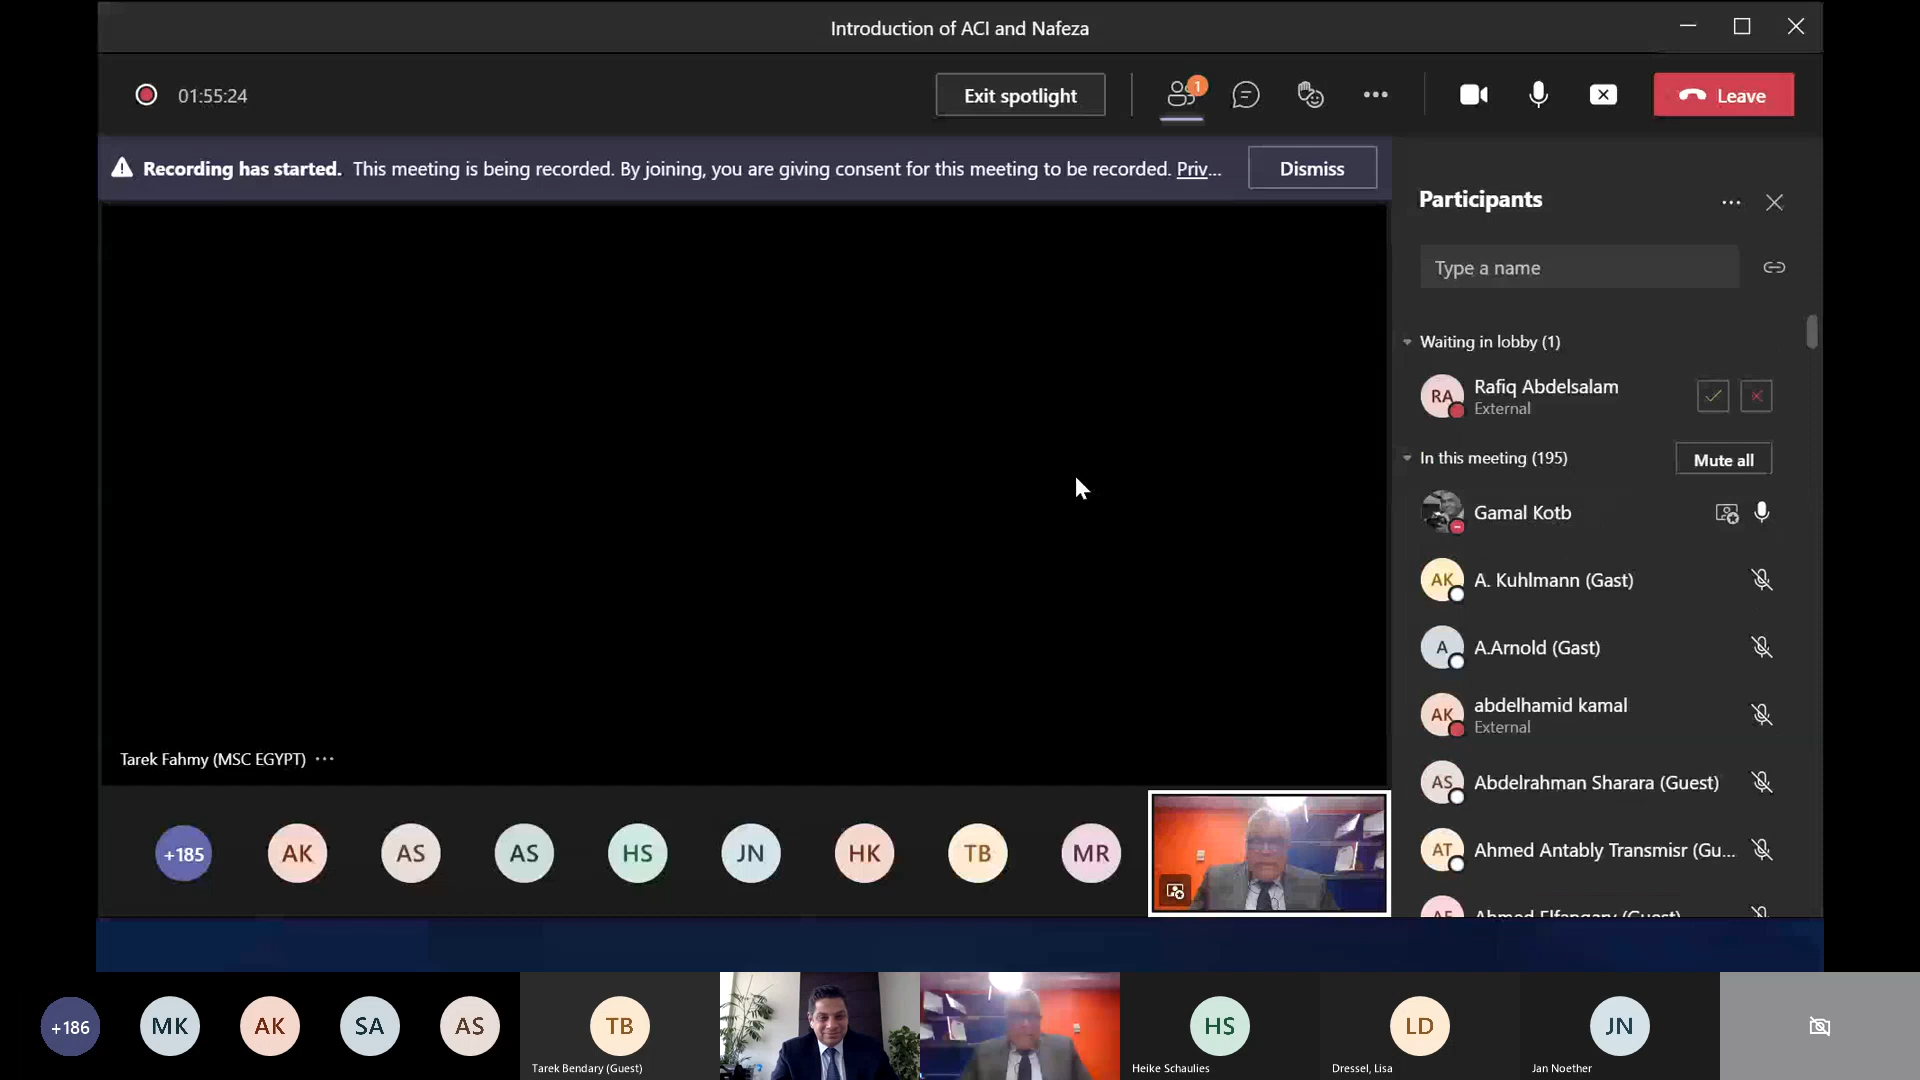 Introduction of ACI and Nafeza
01:55:24
Exit spotlight
1
Leave
Recording has started. This meeting is being recorded. By joining, you are giving consent for this meeting to be recorded. Priv...
Dismiss
Participants
Type a name
Waiting in lobby (1)
RA
Rafiq Abdelsalam
External
In this meeting (195)
Mute all
Gamal Kotb
AK
A. Kuhlmann (Gast)
A
A.Arnold (Gast)
AK
abdelhamid kamal
External
AS
Abdelrahman Sharara (Guest)
AT
Ahmed Antably Transmisr (Gu...
AE
Ahmed Elfangary (Guest)
Tarek Fahmy (MSC EGYPT)
+185
AK
AS
AS
HS
JN
HK
TB
MR
+186
MK
AK
SA
AS
TB
Tarek Bendary (Guest)
HS
Heike Schaulies
LD
Dressel, Lisa
JN
Jan Noether